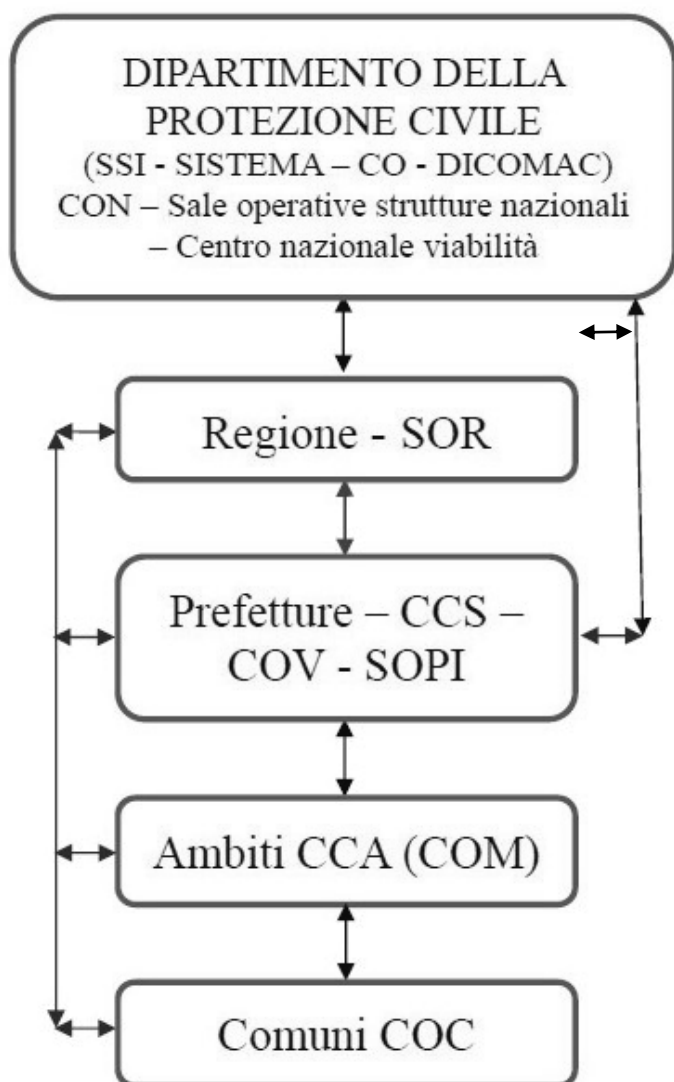 DIPARTIMENTO DELLA
PROTEZIONE CIVILE
(SSI - SISTEMA – CO - DICOMAC)
CON – Sale operative strutture nazionali
– Centro nazionale viabilità
Regione - SOR
Prefetture – CCS –
COV - SOPI
Ambiti CCA (COM)
Comuni COC